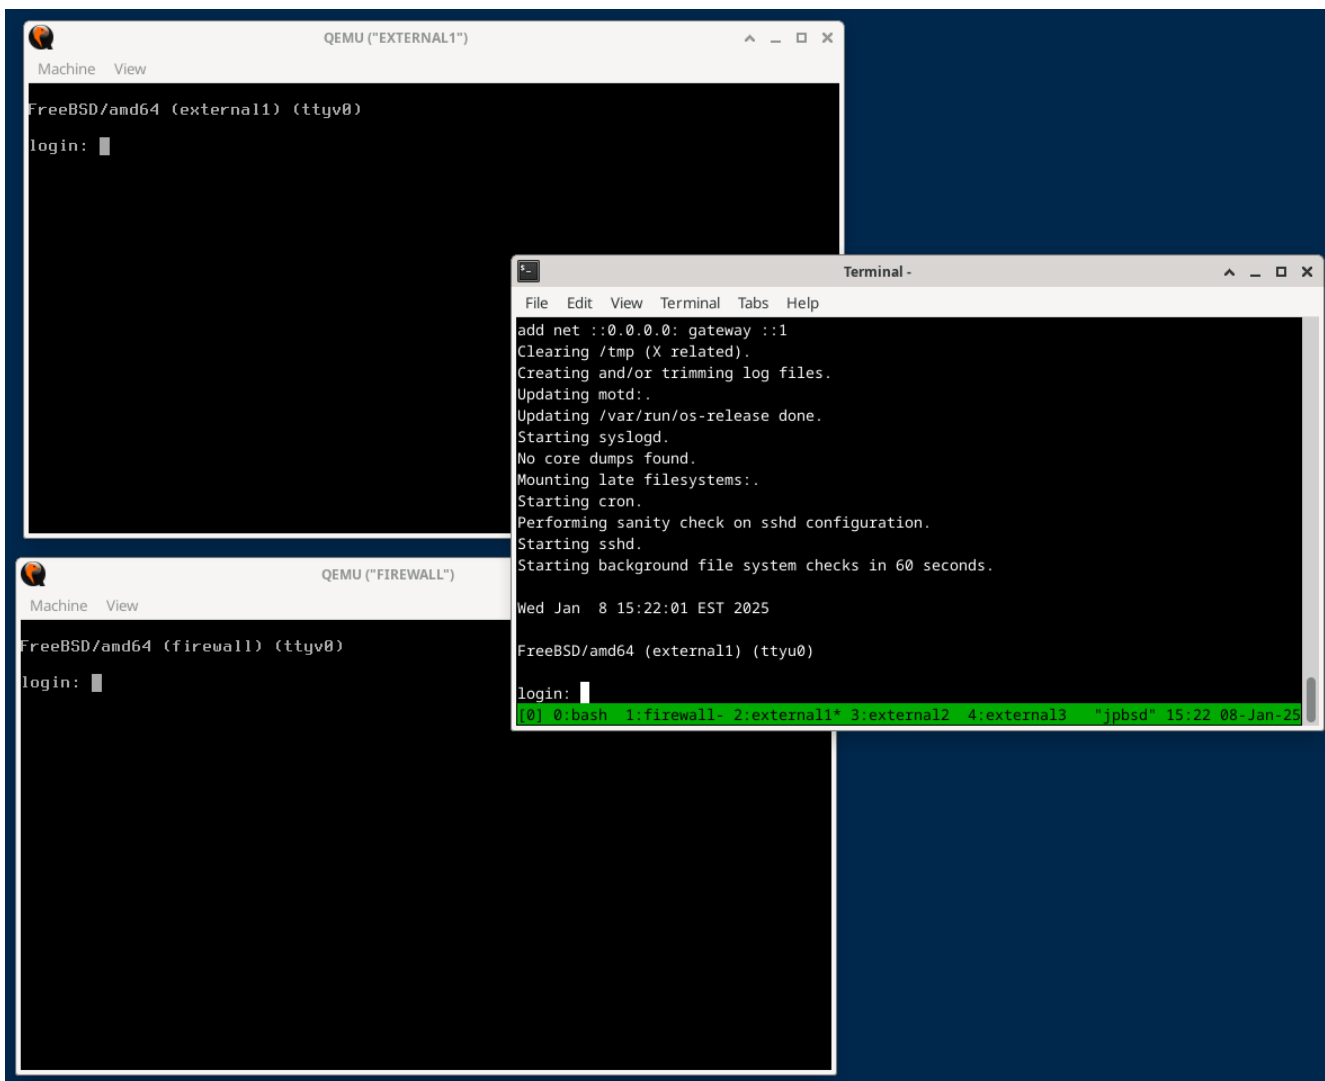 QEMU ("EXTERNAL1")
Machine View
FreeBSD/amd64 (external1) (ttyv0)
login:
Terminal -
File Edit View Terminal Tabs Help
add net ::0.0.0.0: gateway ::1
Clearing /tmp (X related).
Creating and/or trimming log files.
Updating motd:.
Updating /var/run/os-release done.
Starting syslogd.
No core dumps found.
Mounting late filesystems:.
Starting cron.
Performing sanity check on sshd configuration.
Starting sshd.
Starting background file system checks in 60 seconds.
Wed Jan  8 15:22:01 EST 2025
FreeBSD/amd64 (external1) (ttyu0)
login:
[0] 0:bash  1:firewall- 2:external1* 3:external2  4:external3   "jpbsd" 15:22 08-Jan-25
QEMU ("FIREWALL")
Machine View
FreeBSD/amd64 (firewall) (ttyv0)
login: